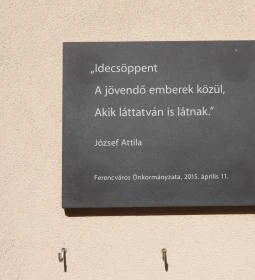 „Idecsöppent
A jövendő emberek közül,
Akik láttatván is látnak.”
József Attila
Ferencváros Önkormányzata, 2015. április 11.